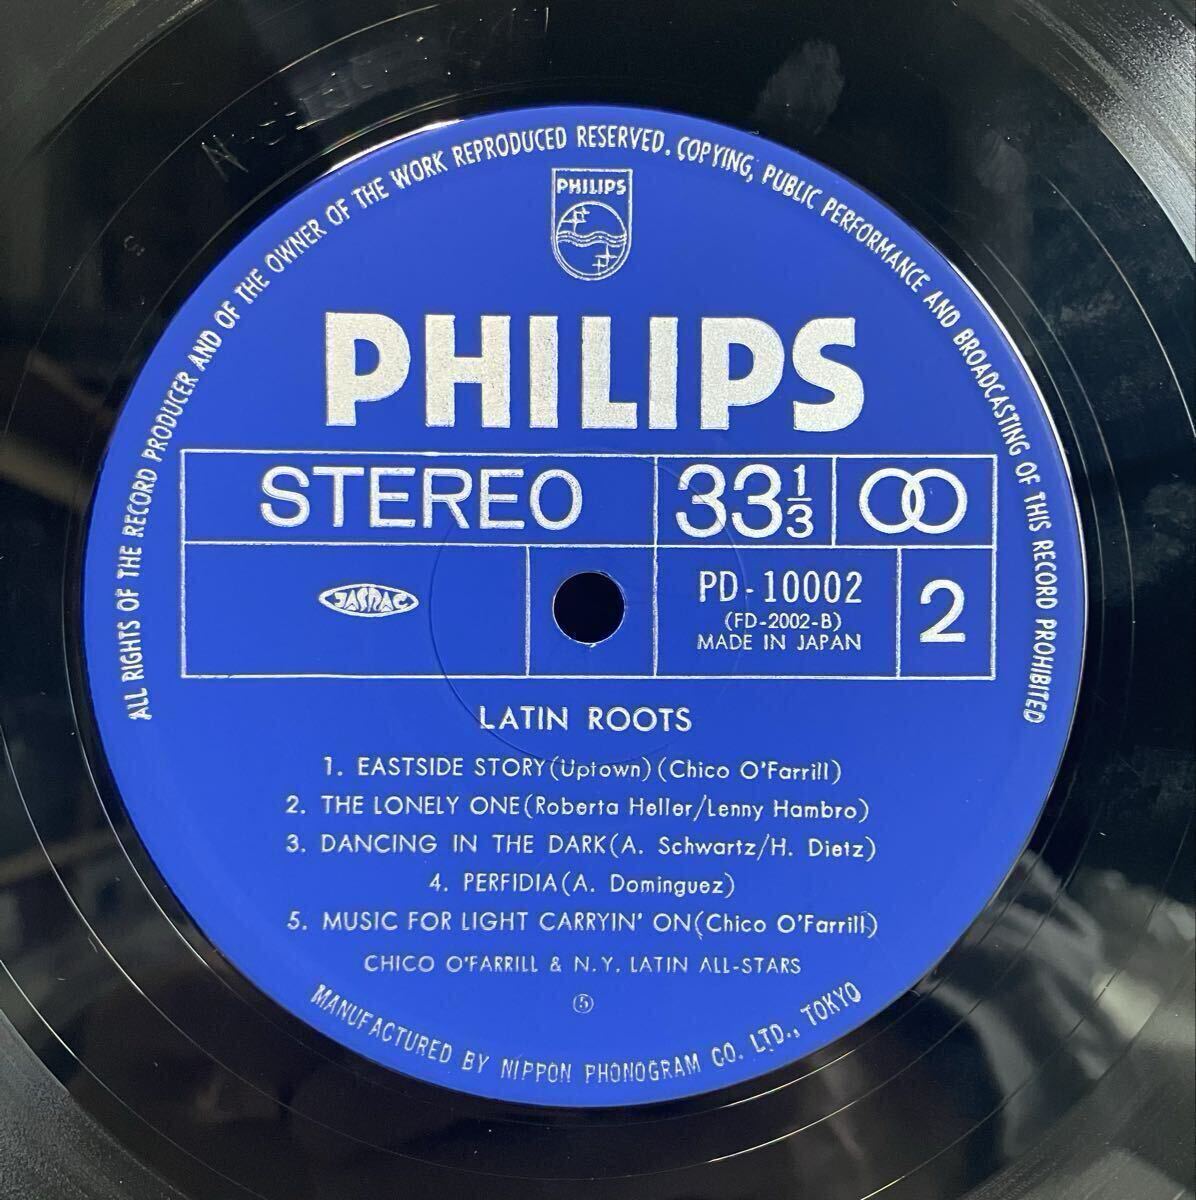 ALL RIGHTS OF THE RECORD PRODUCER AND OF THE OWNER OF THE WORK REPRODUCED RESERVED. COPYING, PUBLIC PERFORMANCE AND BROADCASTING OF THIS RECORD PROHIBITED
PHILIPS
PHILIPS
STEREO 33 1/3
JASRAC
PD-10002
(FD-2002-B)
MADE IN JAPAN
2
LATIN ROOTS
1. EASTSIDE STORY(Uptown)(Chico O'Farrill)
2. THE LONELY ONE(Roberta Heller/Lenny Hambro)
3. DANCING IN THE DARK(A. Schwartz/H. Dietz)
4. PERFIDIA(A. Dominguez)
5. MUSIC FOR LIGHT CARRYIN' ON(Chico O'Farrill)
CHICO O'FARRILL & N.Y. LATIN ALL-STARS
⑤
MANUFACTURED BY NIPPON PHONOGRAM CO. LTD., TOKYO